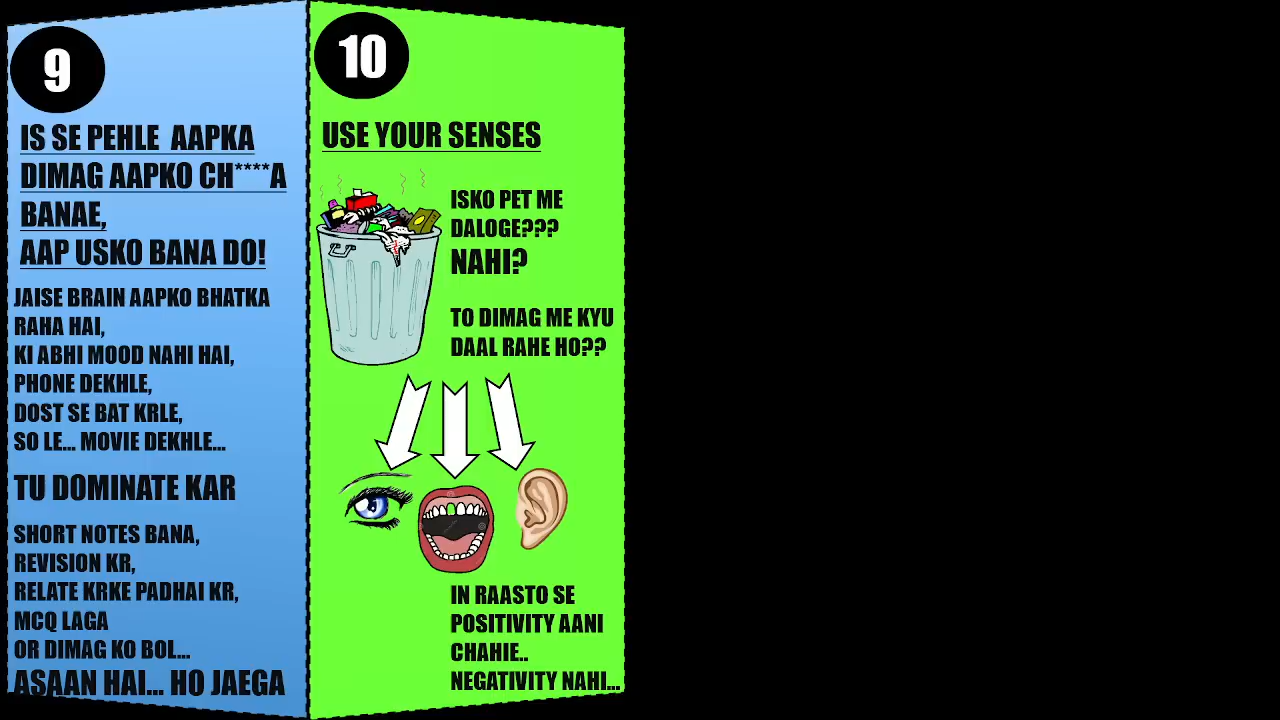 9
IS SE PEHLE AAPKA
DIMAG AAPKO CH****A
BANAE,
AAP USKO BANA DO!
JAISE BRAIN AAPKO BHATKA
RAHA HAI,
KI ABHI MOOD NAHI HAI,
PHONE DEKHLE,
DOST SE BAT KRLE,
SO LE... MOVIE DEKHLE...
TU DOMINATE KAR
SHORT NOTES BANA,
REVISION KR,
RELATE KRKE PADHAI KR,
MCQ LAGA
OR DIMAG KO BOL...
ASAAN HAI... HO JAEGA
10
USE YOUR SENSES
ISKO PET ME
DALOGE???
NAHI?
TO DIMAG ME KYU
DAAL RAHE HO??
IN RAASTO SE
POSITIVITY AANI
CHAHIE..
NEGATIVITY NAHI...